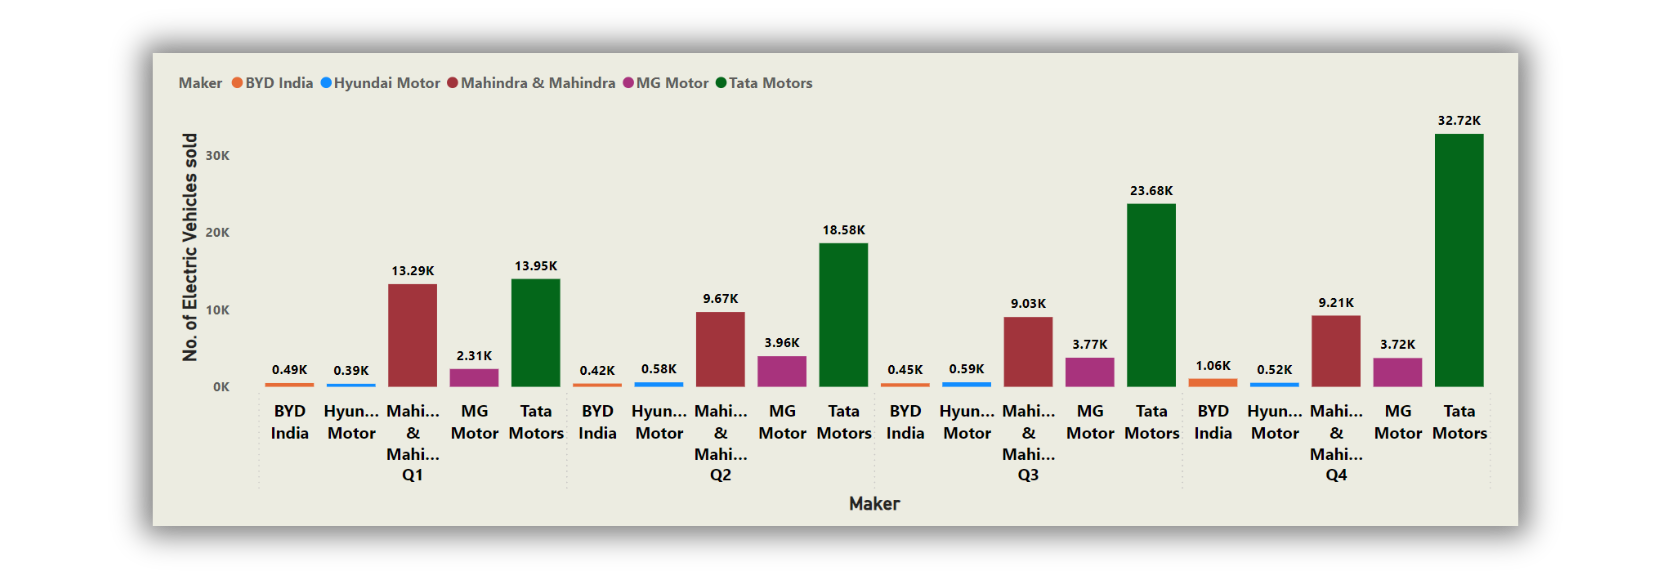 Maker BYD India Hyundai Motor Mahindra & Mahindra MG Motor Tata Motors
No. of Electric Vehicles sold
30K
20K
10K
0K
0.49K 0.39K 13.29K 2.31K 13.95K 0.42K 0.58K 9.67K 3.96K 18.58K 0.45K 0.59K 9.03K 3.77K 23.68K 1.06K 0.52K 9.21K 3.72K 32.72K
BYD Hyun... Mahi... MG Tata BYD Hyun... Mahi... MG Tata BYD Hyun... Mahi... MG Tata BYD Hyun... Mahi... MG Tata
India Motor & Motor Motors India Motor & Motor Motors India Motor & Motor Motors India Motor & Motor Motors
Mahi... Mahi... Mahi... Mahi...
Q1 Q2 Q3 Q4
Maker